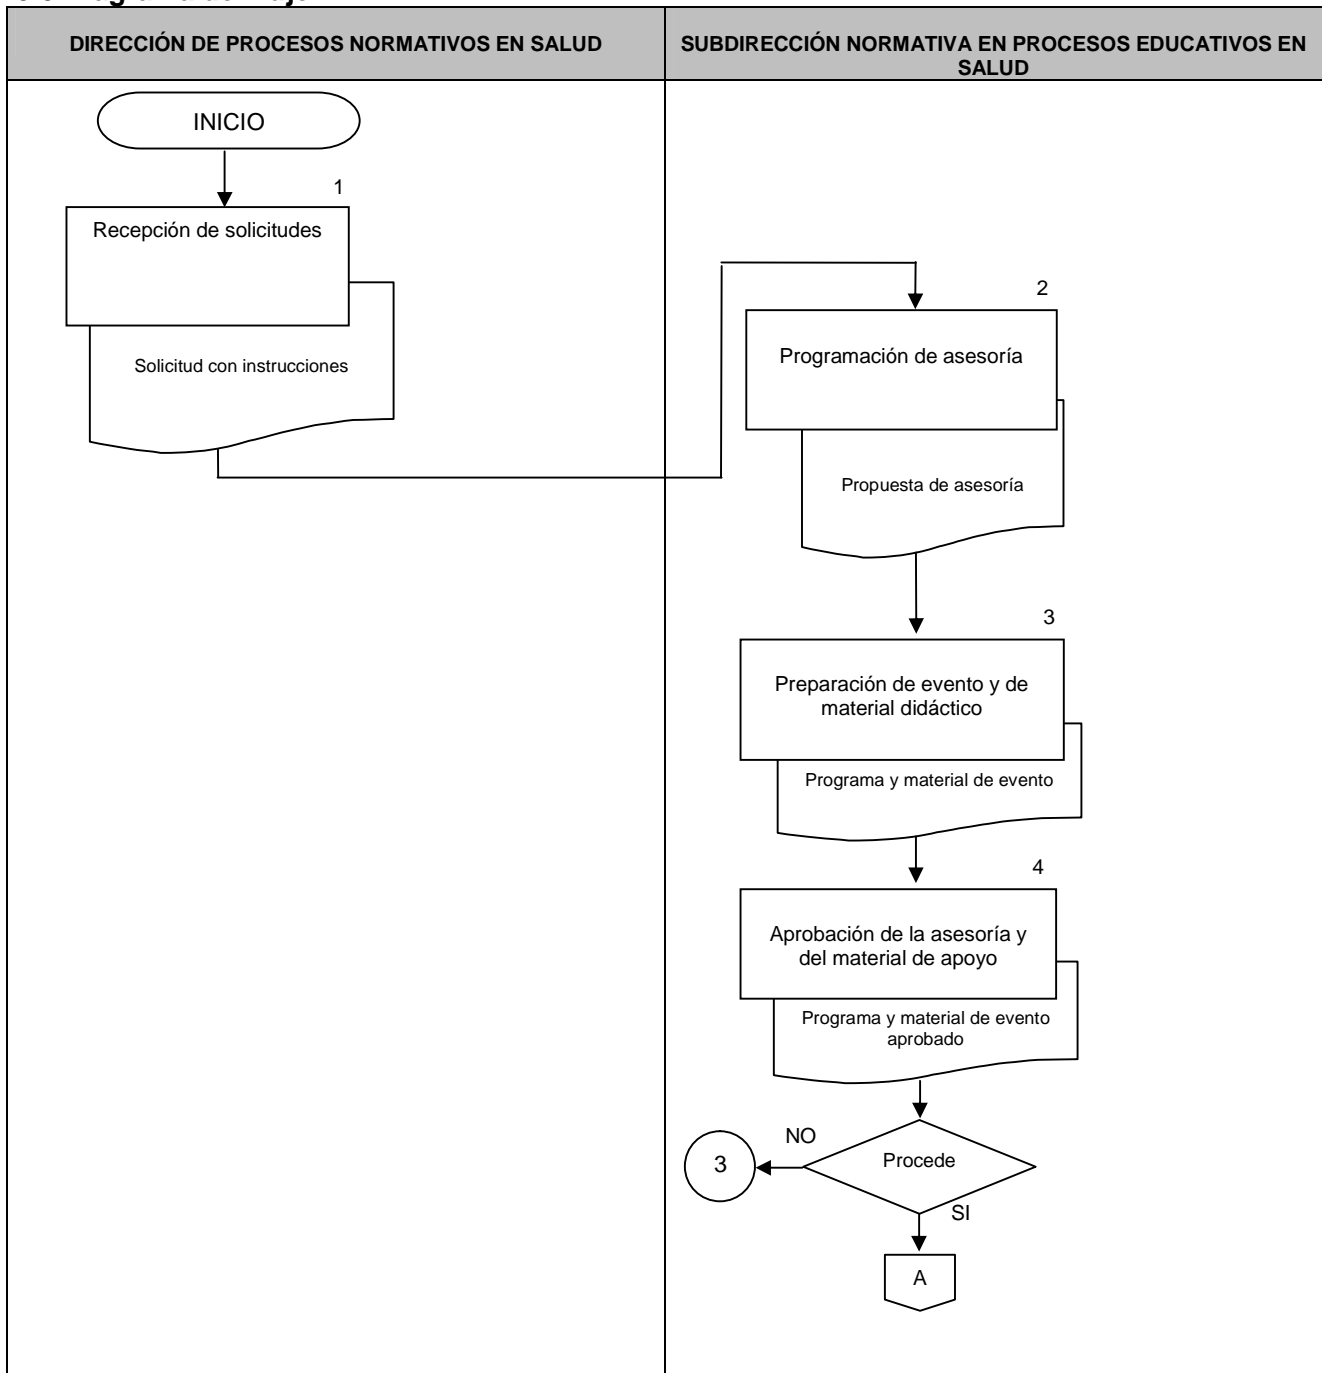 DIRECCIÓN DE PROCESOS NORMATIVOS EN SALUD
SUBDIRECCIÓN NORMATIVA EN PROCESOS EDUCATIVOS EN
SALUD
INICIO
1
Recepción de solicitudes
Solicitud con instrucciones
2
Programación de asesoría
Propuesta de asesoría
3
Preparación de evento y de
material didáctico
Programa y material de evento
4
Aprobación de la asesoría y
del material de apoyo
Programa y material de evento
aprobado
NO
3
Procede
SI
A